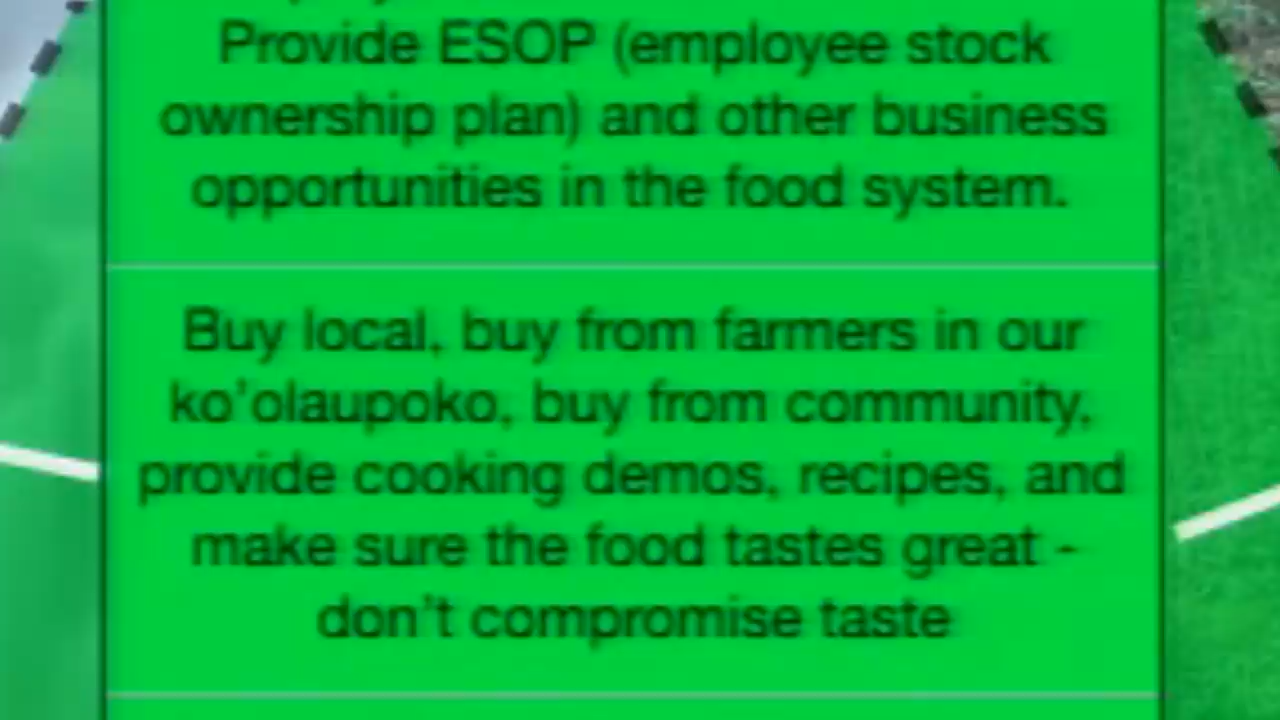 Provide ESOP (employee stock
ownership plan) and other business
opportunities in the food system.
Buy local, buy from farmers in our
ko'olaupoko, buy from community,
provide cooking demos, recipes, and
make sure the food tastes great -
don't compromise taste